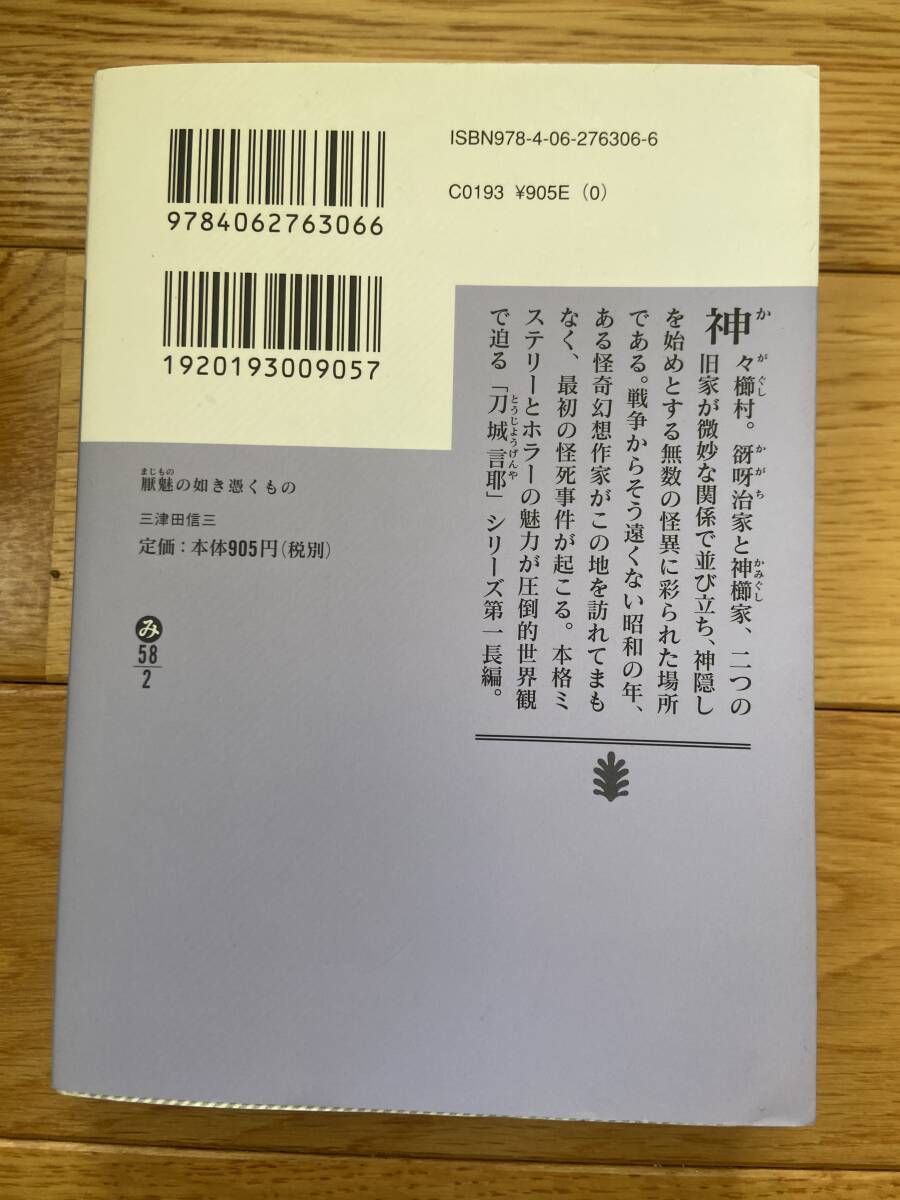 ISBN978-4-06-276306-6
C0193 ¥905E (0)
9784062763066
1920193009057
神々櫛村。谺呀治家と神櫛家、二つの
旧家が微妙な関係で並び立ち、神隠し
を始めとする無数の怪異に彩られた場所
である。戦争からそう遠くない昭和の年、
ある怪奇幻想作家がこの地を訪れてまも
なく、最初の怪死事件が起こる。本格ミ
ステリーとホラーの魅力が圧倒的世界観
で迫る「刀城言耶」シリーズ第一長編。
か
がぐし
かがち
かみぐし
とうじょうげんや
まじもの
厭魅の如き憑くもの
三津田信三
定価：本体905円（税別）
み
58
2